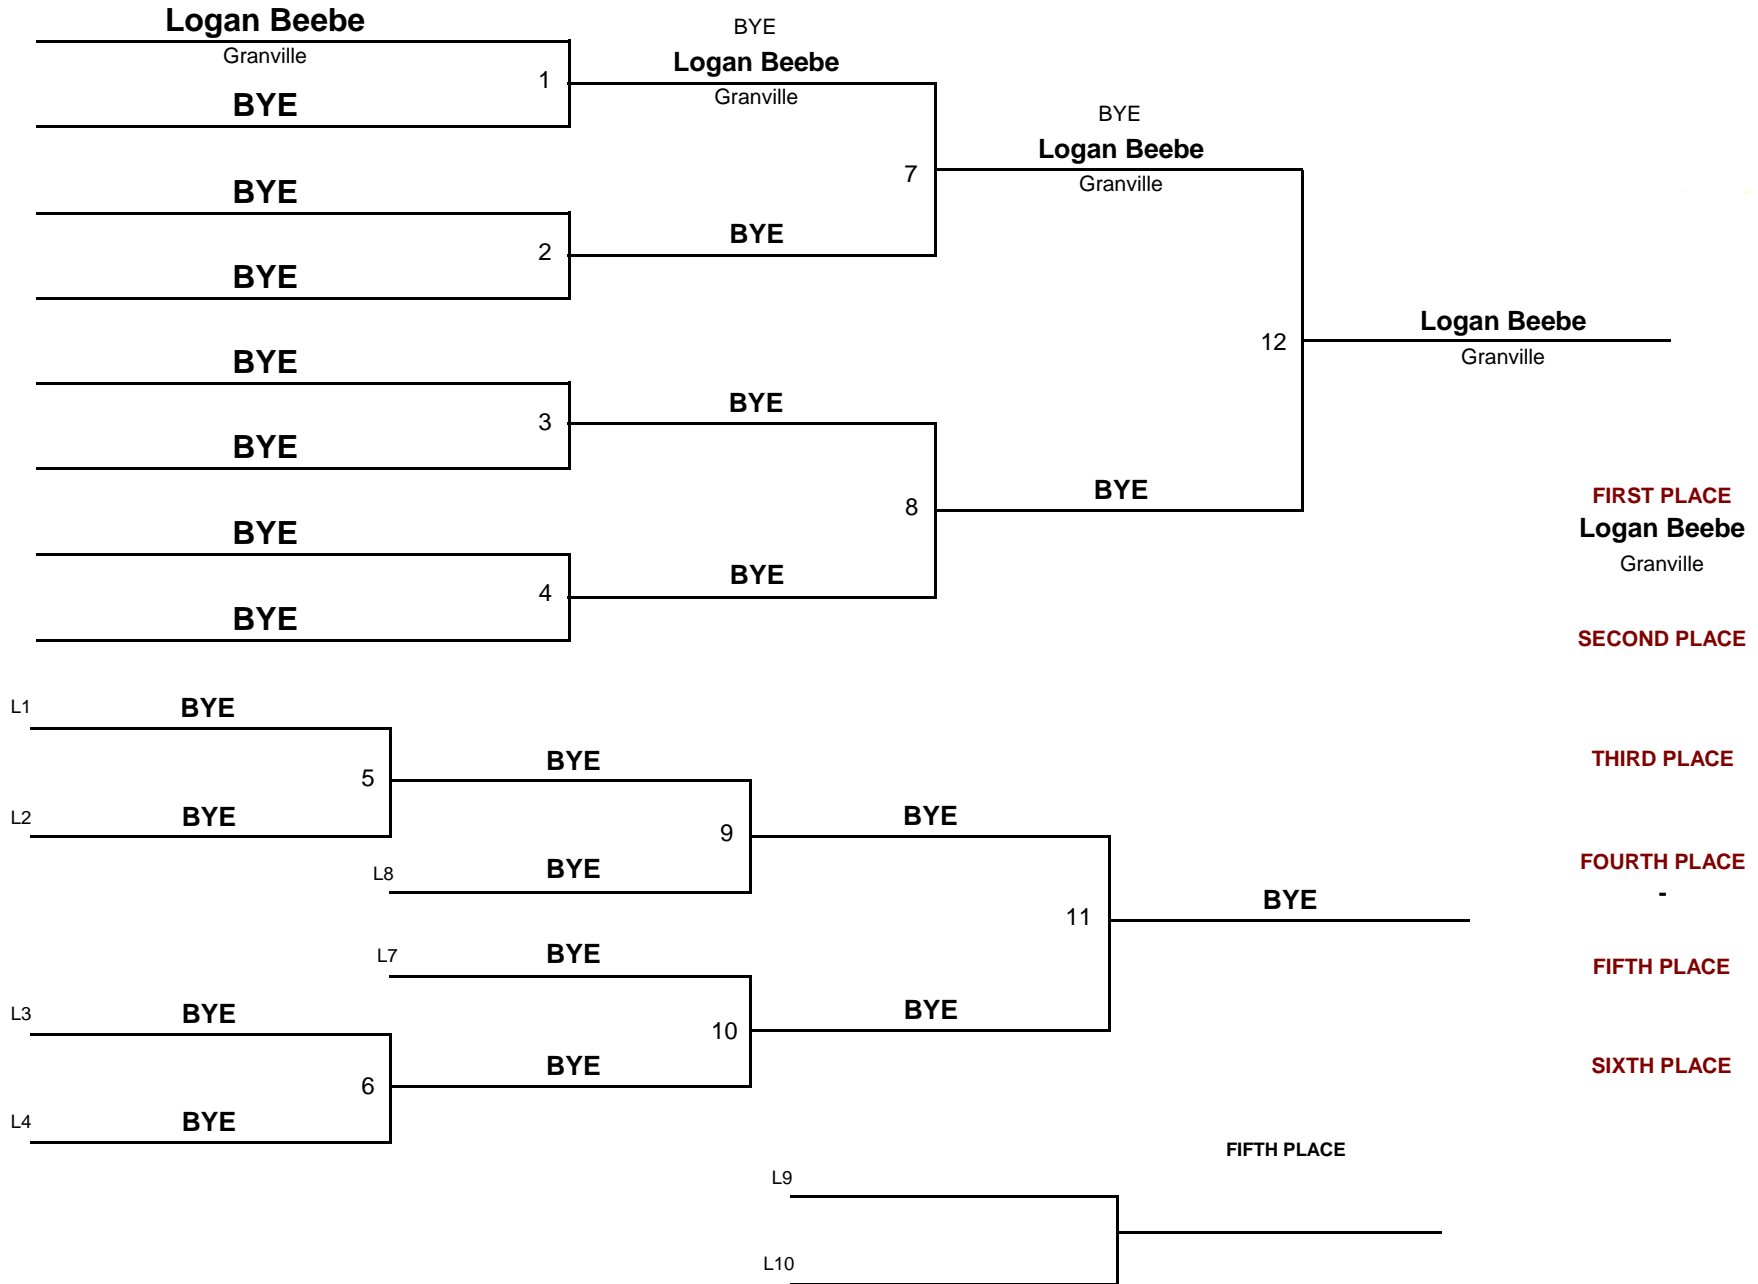 Logan Beebe
Granville
1
BYE
BYE
2
BYE
BYE
3
BYE
BYE
4
BYE
BYE
Logan Beebe
Granville
7
BYE
BYE
8
BYE
BYE
Logan Beebe
Granville
12
BYE
Logan Beebe
Granville
FIRST PLACE
Logan Beebe
Granville
SECOND PLACE
THIRD PLACE
FOURTH PLACE
-
FIFTH PLACE
SIXTH PLACE
L1
BYE
5
L2
BYE
L3
BYE
6
L4
BYE
BYE
9
L8
BYE
L7
BYE
10
BYE
BYE
11
BYE
BYE
FIFTH PLACE
L9
L10